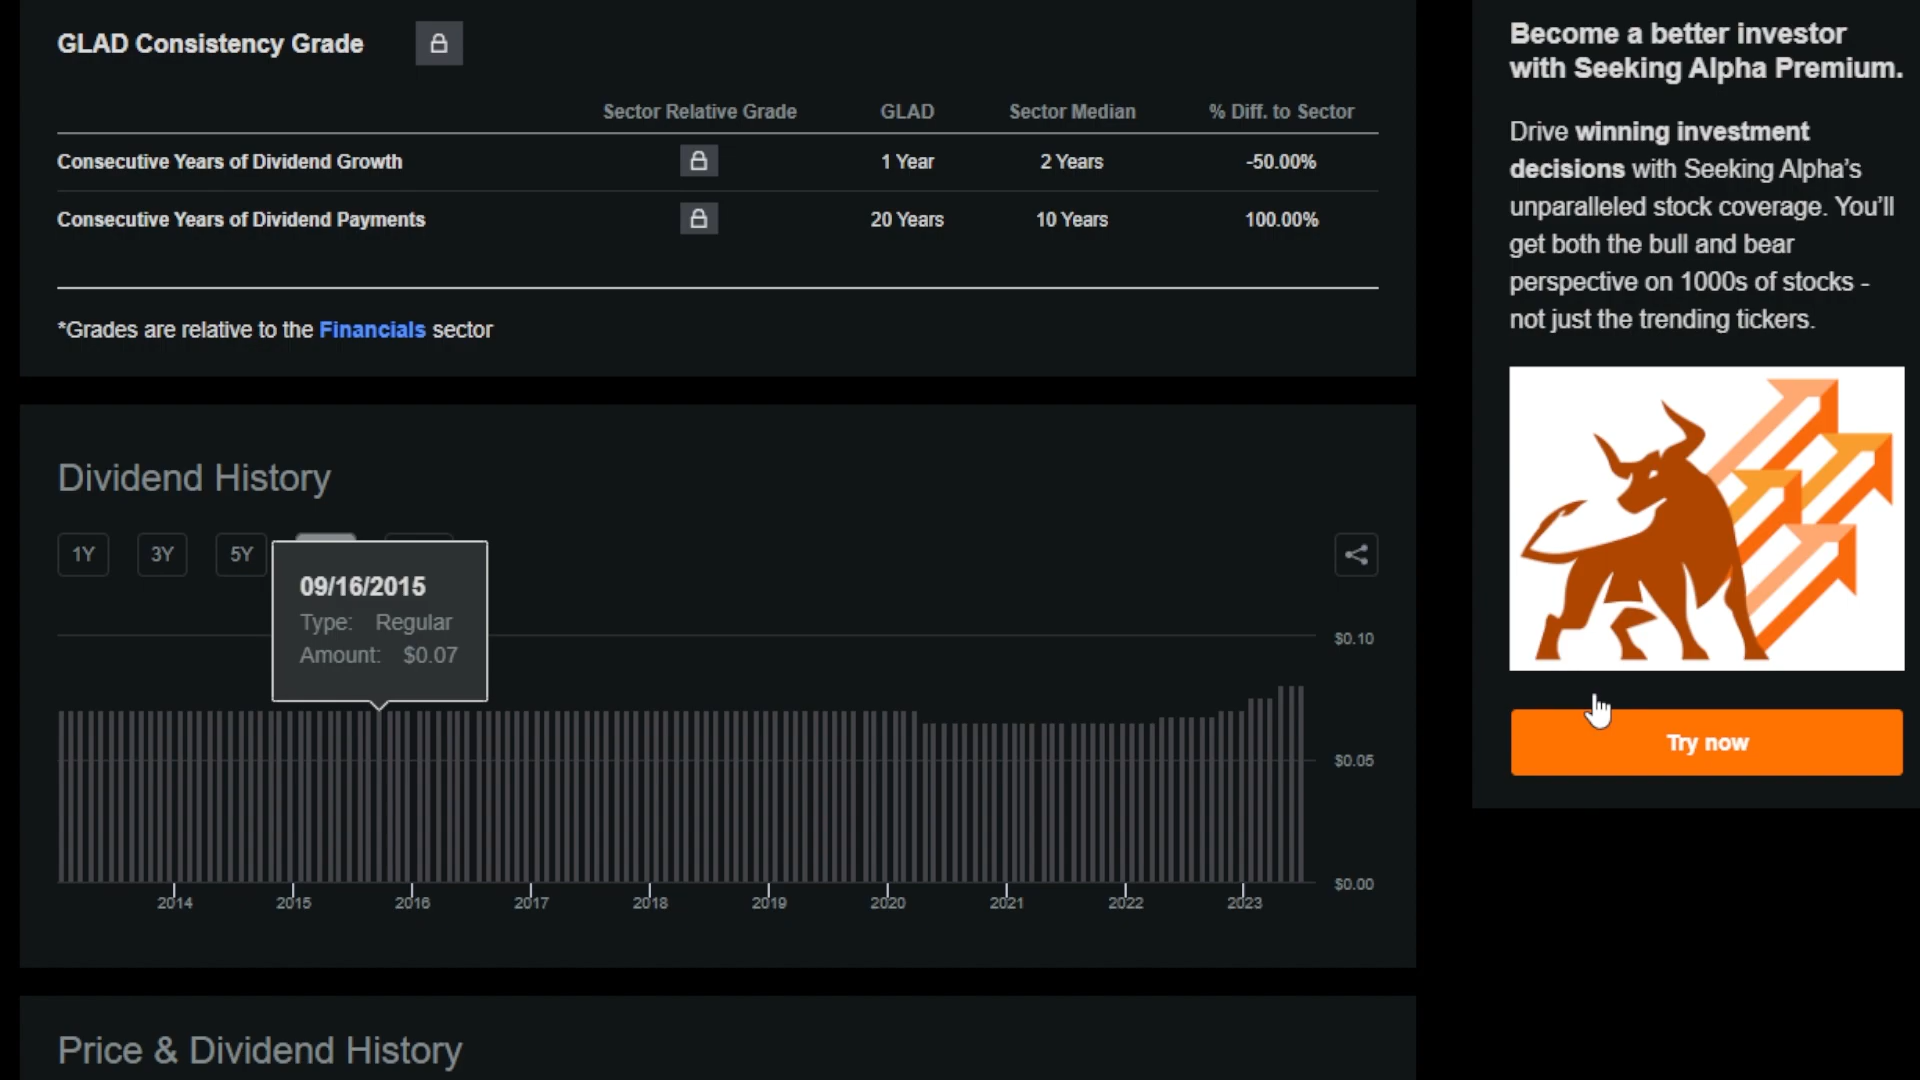 GLAD Consistency Grade
Sector Relative Grade GLAD Sector Median % Diff. to Sector
Consecutive Years of Dividend Growth 1 Year 2 Years -50.00%
Consecutive Years of Dividend Payments 20 Years 10 Years 100.00%
*Grades are relative to the Financials sector
Dividend History
1Y 3Y 5Y
09/16/2015
Type: Regular
Amount: $0.07
$0.10
$0.05
$0.00
2014 2015 2016 2017 2018 2019 2020 2021 2022 2023
Price & Dividend History
Become a better investor
with Seeking Alpha Premium.
Drive winning investment
decisions with Seeking Alpha's
unparalleled stock coverage. You'll
get both the bull and bear
perspective on 1000s of stocks -
not just the trending tickers.
Try now